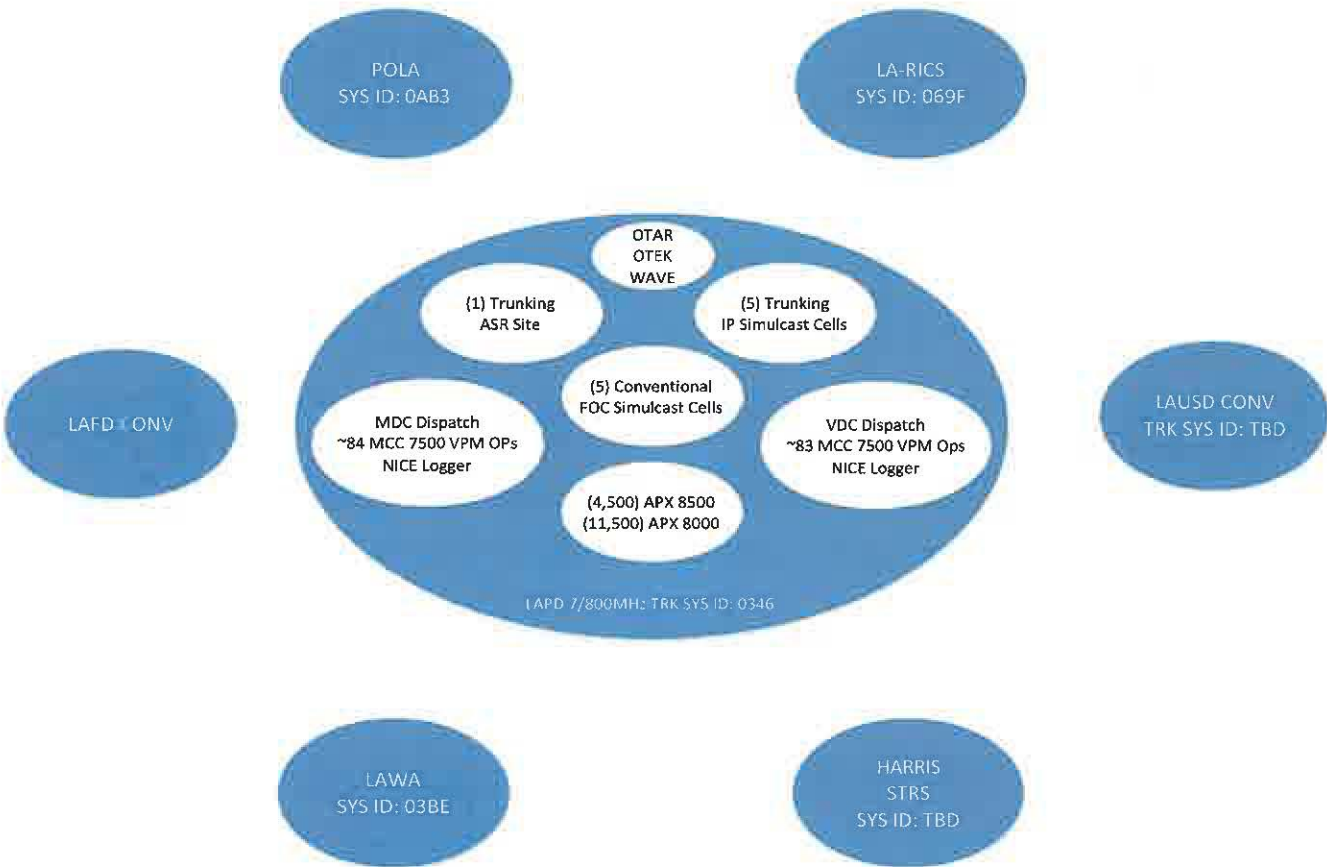 POLA
SYS ID: 0AB3
LA-RICS
SYS ID: 069F
OTAR
OTEK
WAVE
(1) Trunking
ASR Site
(5) Trunking
IP Simulcast Cells
(5) Conventional
FOC Simulcast Cells
LAFD CONV
MDC Dispatch
~84 MCC 7500 VPM OPs
NICE Logger
VDC Dispatch
~83 MCC 7500 VPM Ops
NICE Logger
LAUSD CONV
TRK SYS ID: TBD
(4,500) APX 8500
(11,500) APX 8000
LAPD 7/800MHz TRK SYS ID: 0346
LAWA
SYS ID: 03BE
HARRIS
STRS
SYS ID: TBD